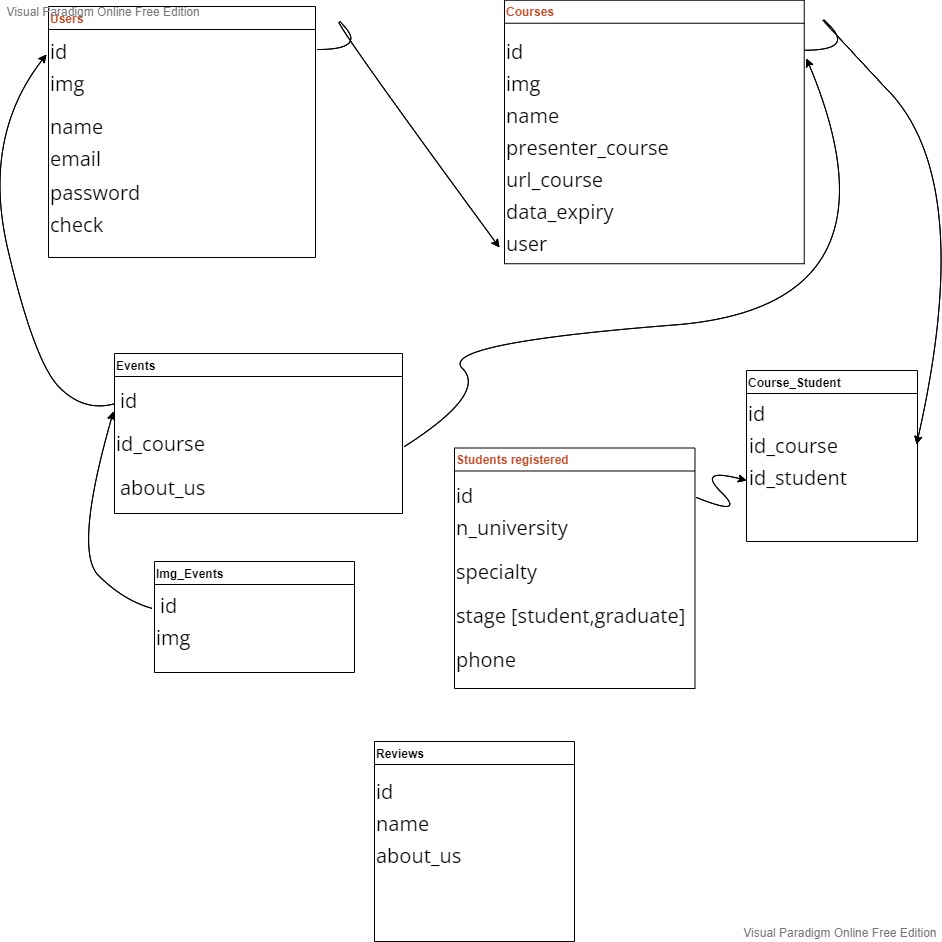 Visual Paradigm Online Free Edition
Users
id
img
name
email
password
check
Courses
id
img
name
presenter_course
url_course
data_expiry
user
Events
id
id_course
about_us
Course_Student
id
id_course
id_student
Students registered
id
n_university
specialty
stage [student,graduate]
phone
Img_Events
id
img
Reviews
id
name
about_us
Visual Paradigm Online Free Edition